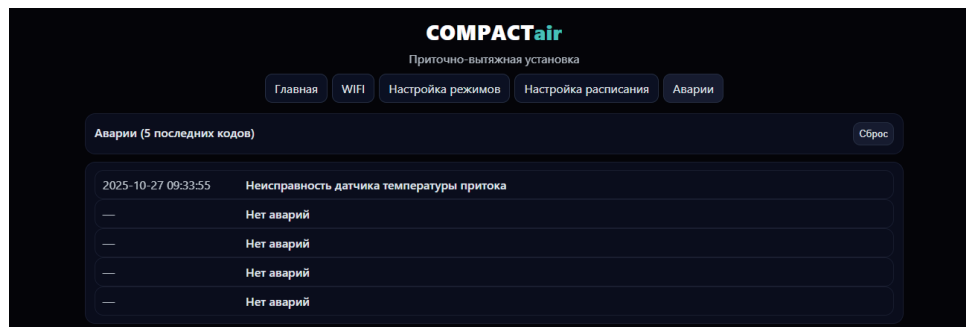 COMPACTair
Приточно-вытяжная установка
Главная WIFI Настройка режимов Настройка расписания Аварии
Аварии (5 последних кодов) Сброс
2025-10-27 09:33:55 Неисправность датчика температуры притока
— Нет аварий
— Нет аварий
— Нет аварий
— Нет аварий